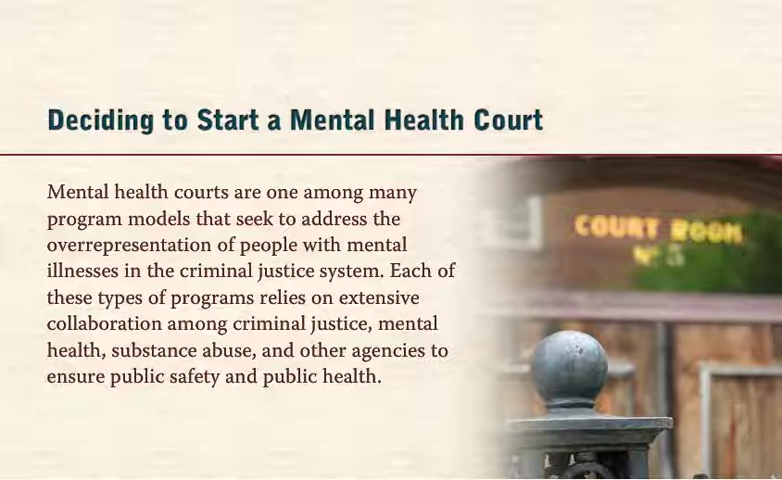 Deciding to Start a Mental Health Court
Mental health courts are one among many
program models that seek to address the
overrepresentation of people with mental
illnesses in the criminal justice system. Each of
these types of programs relies on extensive
collaboration among criminal justice, mental
health, substance abuse, and other agencies to
ensure public safety and public health.
COURT ROOM
Nº 5